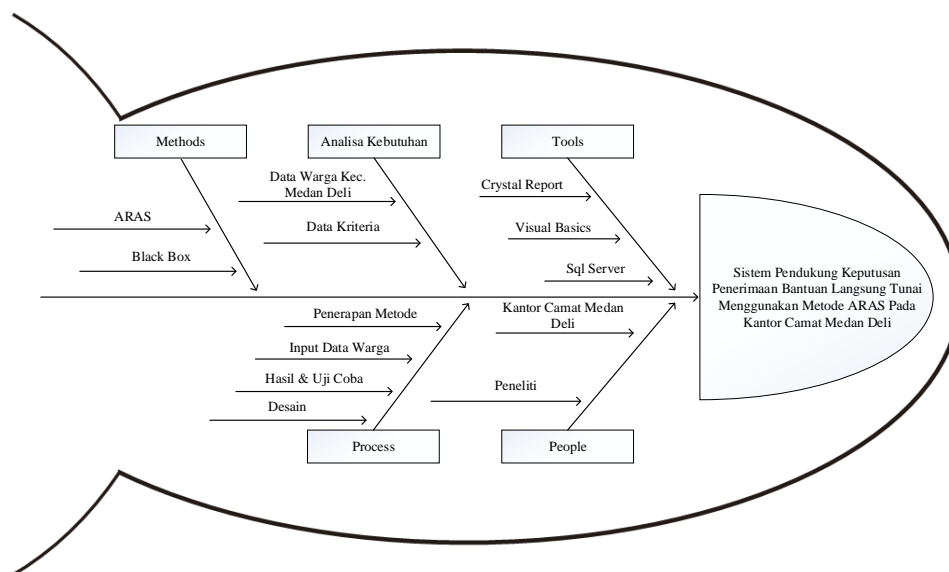 Methods
Analisa Kebutuhan
Tools
Data Warga Kec.
Medan Deli
Crystal Report
ARAS
Data Kriteria
Visual Basics
Black Box
Sql Server
Sistem Pendukung Keputusan
Penerimaan Bantuan Langsung Tunai
Menggunakan Metode ARAS Pada
Kantor Camat Medan Deli
Penerapan Metode
Kantor Camat Medan
Deli
Input Data Warga
Hasil & Uji Coba
Peneliti
Desain
Process
People